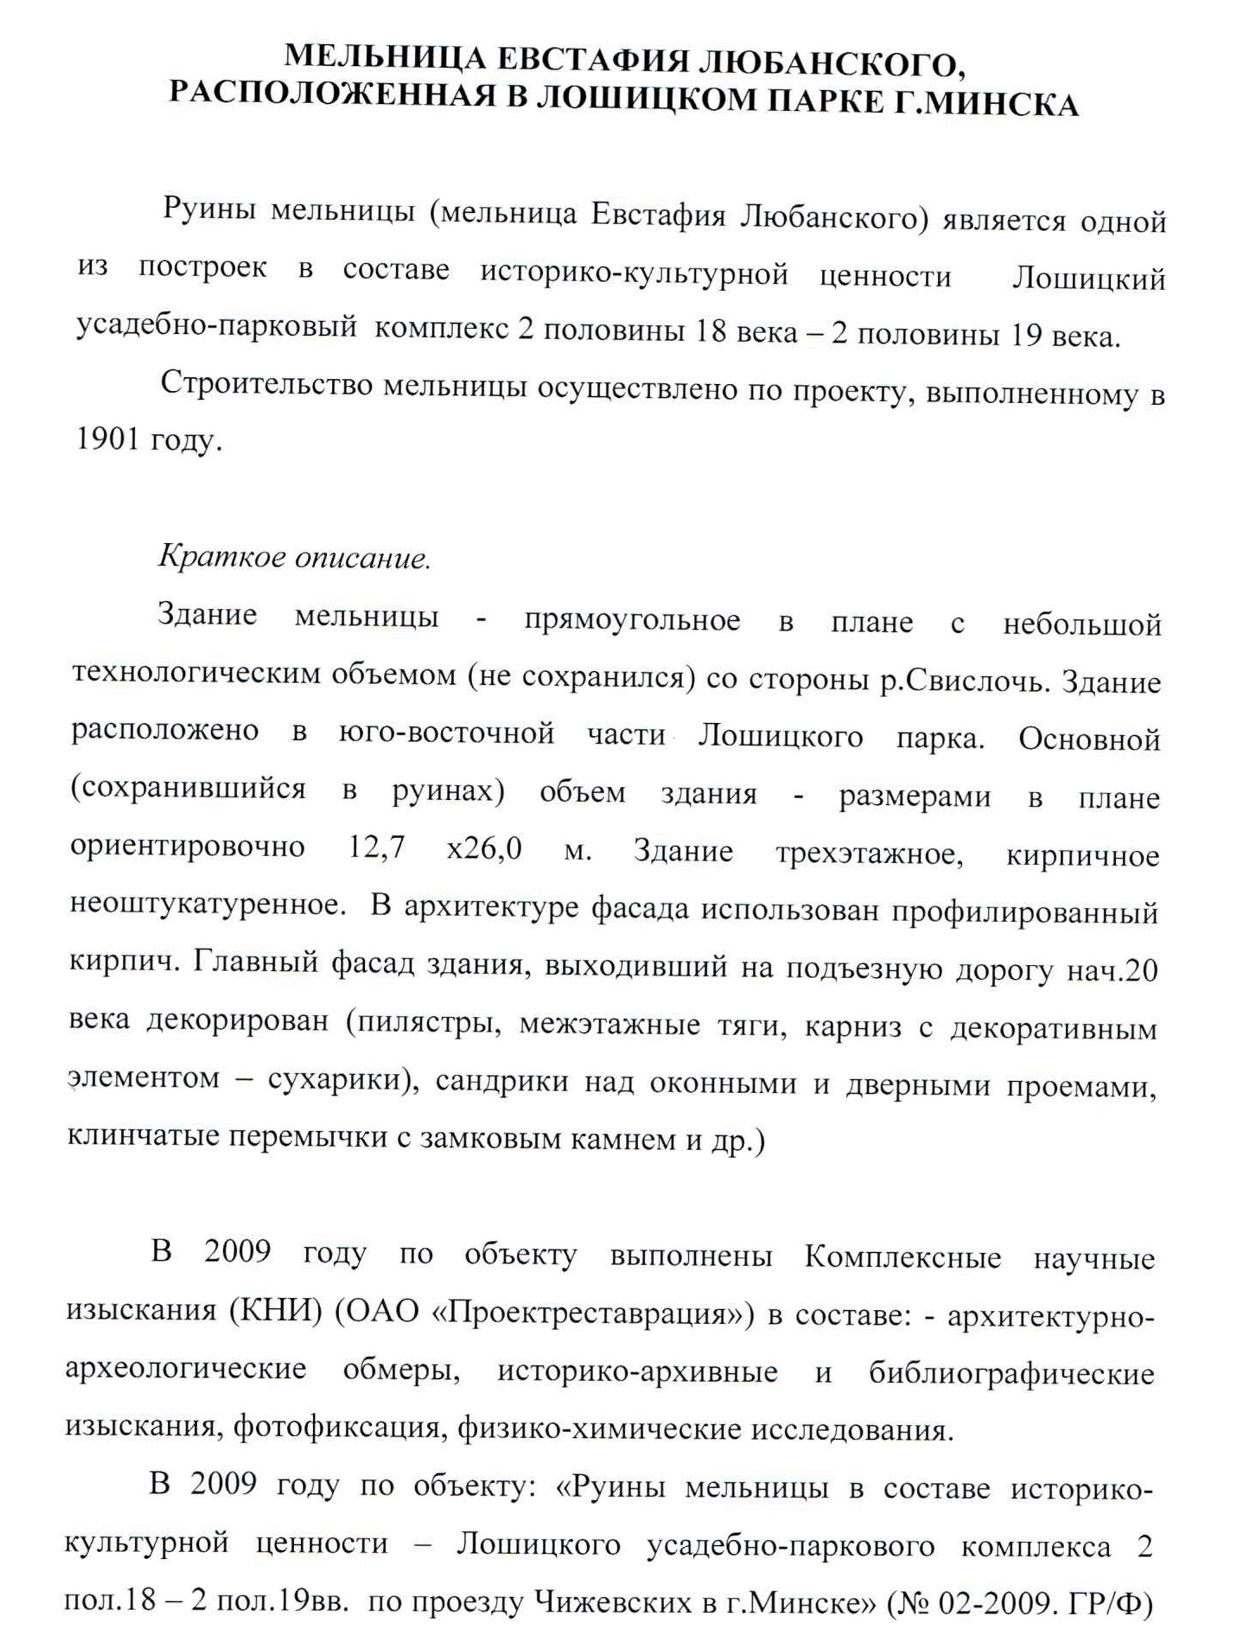 МЕЛЬНИЦА ЕВСТАФИЯ ЛЮБАНСКОГО,
РАСПОЛОЖЕННАЯ В ЛОШИЦКОМ ПАРКЕ Г.МИНСКА
Руины мельницы (мельница Евстафия Любанского) является одной
из построек в составе историко-культурной ценности Лошицкий
усадебно-парковый комплекс 2 половины 18 века – 2 половины 19 века.
Строительство мельницы осуществлено по проекту, выполненному в
1901 году.
Краткое описание.
Здание мельницы - прямоугольное в плане с небольшой
технологическим объемом (не сохранился) со стороны р.Свислочь. Здание
расположено в юго-восточной части Лошицкого парка. Основной
(сохранившийся в руинах) объем здания - размерами в плане
ориентировочно 12,7 х26,0 м. Здание трехэтажное, кирпичное
неоштукатуренное. В архитектуре фасада использован профилированный
кирпич. Главный фасад здания, выходивший на подъезную дорогу нач.20
века декорирован (пилястры, межэтажные тяги, карниз с декоративным
элементом – сухарики), сандрики над оконными и дверными проемами,
клинчатые перемычки с замковым камнем и др.)
В 2009 году по объекту выполнены Комплексные научные
изыскания (КНИ) (ОАО «Проектреставрация») в составе: - архитектурно-
археологические обмеры, историко-архивные и библиографические
изыскания, фотофиксация, физико-химические исследования.
В 2009 году по объекту: «Руины мельницы в составе историко-
культурной ценности – Лошицкого усадебно-паркового комплекса 2
пол.18 – 2 пол.19вв. по проезду Чижевских в г.Минске» (№ 02-2009. ГР/Ф)